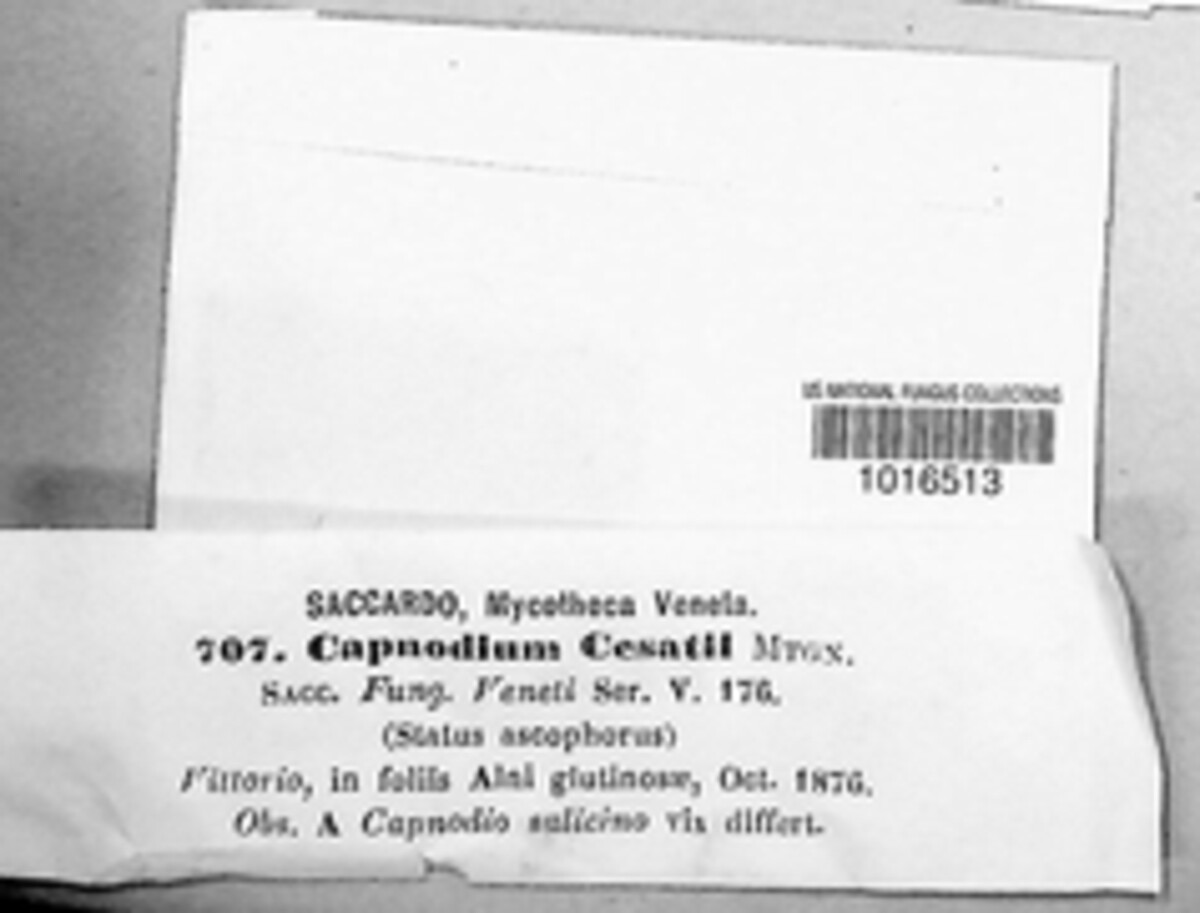 US NATIONAL FUNGUS COLLECTIONS
1016513
SACCARDO, Mycotheca Veneta.
707. Capnodium Cesatii MTGN.
SACC. Fung. Veneti Ser. V. 176.
(Status ascophorus)
Vittorio, in foliis Alni glutinosæ, Oct. 1876.
Obs. A Capnodio salicino vix differt.